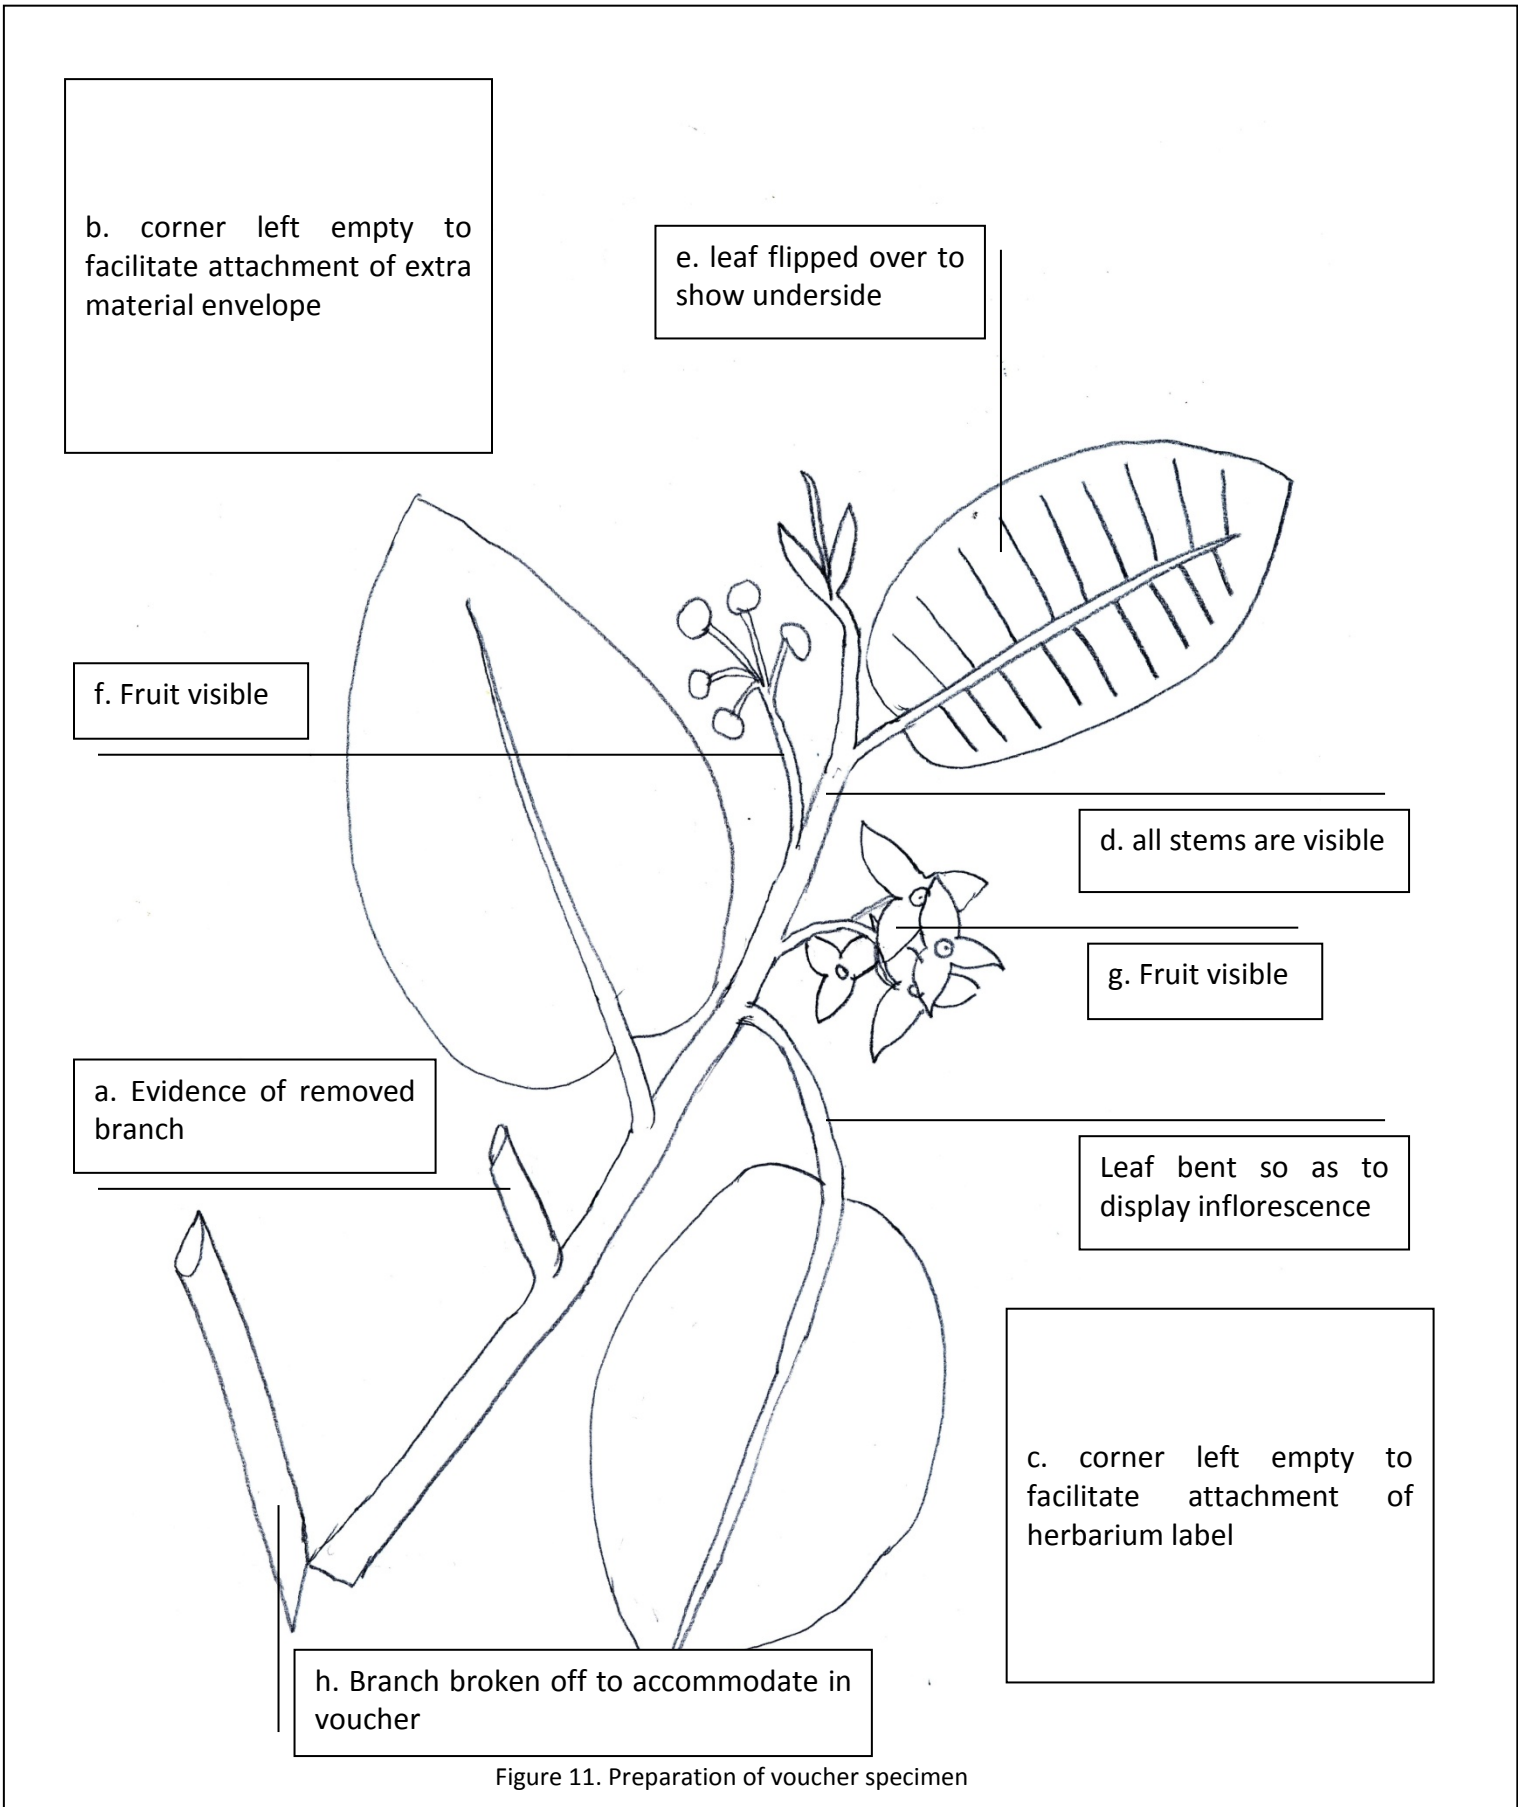 b. corner left empty to
facilitate attachment of extra
material envelope
e. leaf flipped over to
show underside
f. Fruit visible
d. all stems are visible
g. Fruit visible
a. Evidence of removed
branch
Leaf bent so as to
display inflorescence
c. corner left empty to
facilitate attachment of
herbarium label
h. Branch broken off to accommodate in
voucher
Figure 11. Preparation of voucher specimen